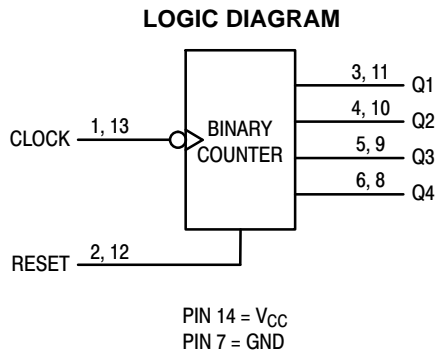 LOGIC DIAGRAM
3, 11
Q1
4, 10
Q2
CLOCK
1, 13
BINARY
COUNTER
5, 9
Q3
6, 8
Q4
RESET
2, 12
PIN 14 = VCC
PIN 7 = GND